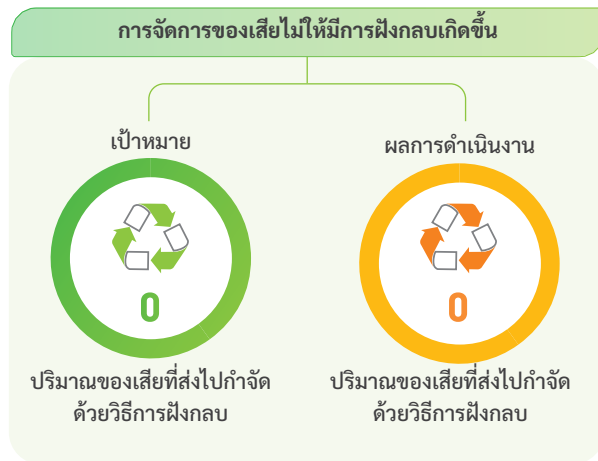 การจัดการของเสียไม่ให้มีการฝังกลบเกิดขึ้น
เป้าหมาย
0
ปริมาณของเสียที่ส่งไปกำจัด
ด้วยวิธีการฝังกลบ
ผลการดำเนินงาน
0
ปริมาณของเสียที่ส่งไปกำจัด
ด้วยวิธีการฝังกลบ